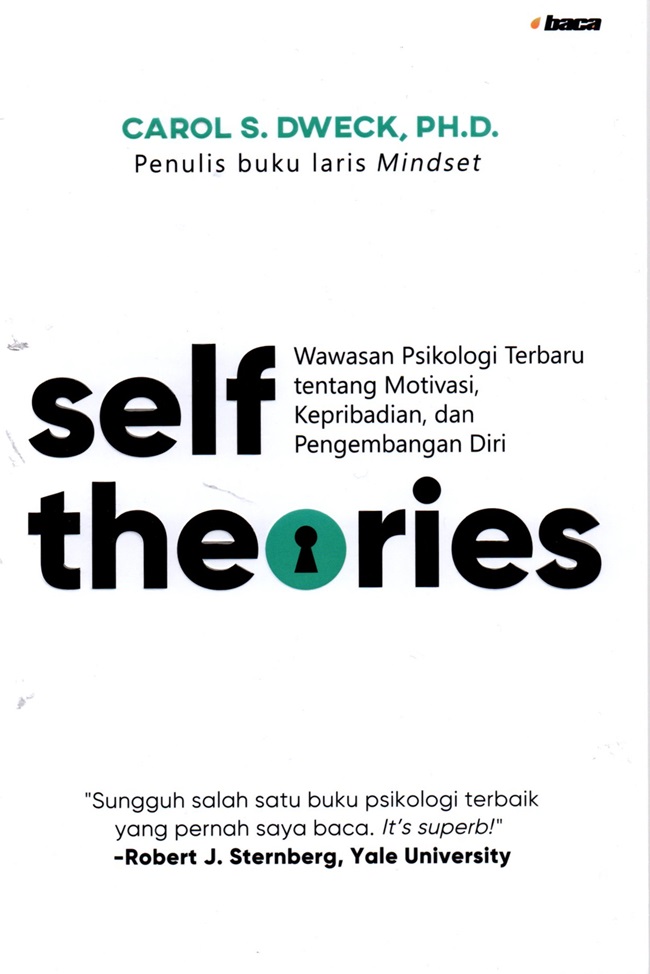 baca
CAROL S. DWECK, PH.D.
Penulis buku laris Mindset
self
Wawasan Psikologi Terbaru
tentang Motivasi,
Kepribadian, dan
Pengembangan Diri
theories
"Sungguh salah satu buku psikologi terbaik
yang pernah saya baca. It's superb!"
-Robert J. Sternberg, Yale University